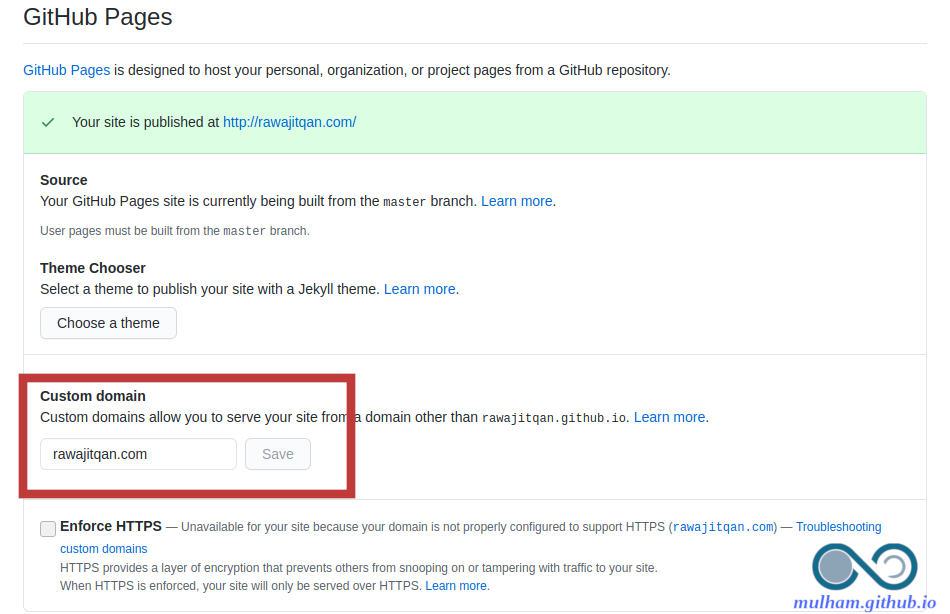 GitHub Pages
GitHub Pages is designed to host your personal, organization, or project pages from a GitHub repository.
Your site is published at http://rawajitqan.com/
Source
Your GitHub Pages site is currently being built from the master branch. Learn more.
User pages must be built from the master branch.
Theme Chooser
Select a theme to publish your site with a Jekyll theme. Learn more.
Choose a theme
Custom domain
Custom domains allow you to serve your site from a domain other than rawajitqan.github.io. Learn more.
rawajitqan.com Save
Enforce HTTPS — Unavailable for your site because your domain is not properly configured to support HTTPS (rawajitqan.com) — Troubleshooting
custom domains
HTTPS provides a layer of encryption that prevents others from snooping on or tampering with traffic to your site.
When HTTPS is enforced, your site will only be served over HTTPS. Learn more.
mulham.github.io